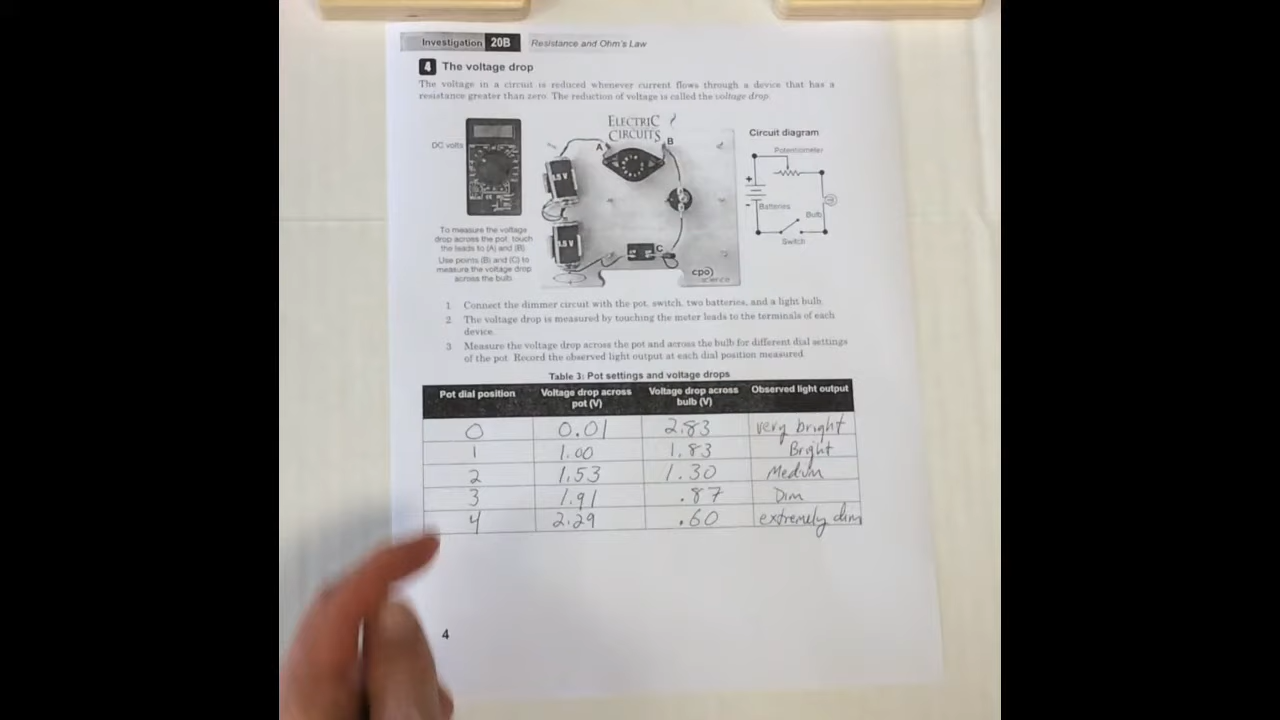 Investigation 20B Resistance and Ohm's Law
4 The voltage drop
The voltage in a circuit is reduced whenever current flows through a device that has a
resistance greater than zero. The reduction of voltage is called the voltage drop.
ELECTRIC
CIRCUITS
DC volts
A
B
1.5 V
1.5 V
C
cpo
science
Circuit diagram
Potentiometer
+
-
Batteries
Bulb
Switch
To measure the voltage
drop across the pot, touch
the leads to (A) and (B).
Use points (B) and (C) to
measure the voltage drop
across the bulb.
1. Connect the dimmer circuit with the pot, switch, two batteries, and a light bulb.
2. The voltage drop is measured by touching the meter leads to the terminals of each
device.
3. Measure the voltage drop across the pot and across the bulb for different dial settings
of the pot. Record the observed light output at each dial position measured.
Table 3: Pot settings and voltage drops
Pot dial position Voltage drop across pot (V) Voltage drop across bulb (V) Observed light output
0 0.01 2.83 very bright
1 1.00 1.83 Bright
2 1.53 1.30 Medium
3 1.91 .87 Dim
4 2.29 .60 extremely dim
4